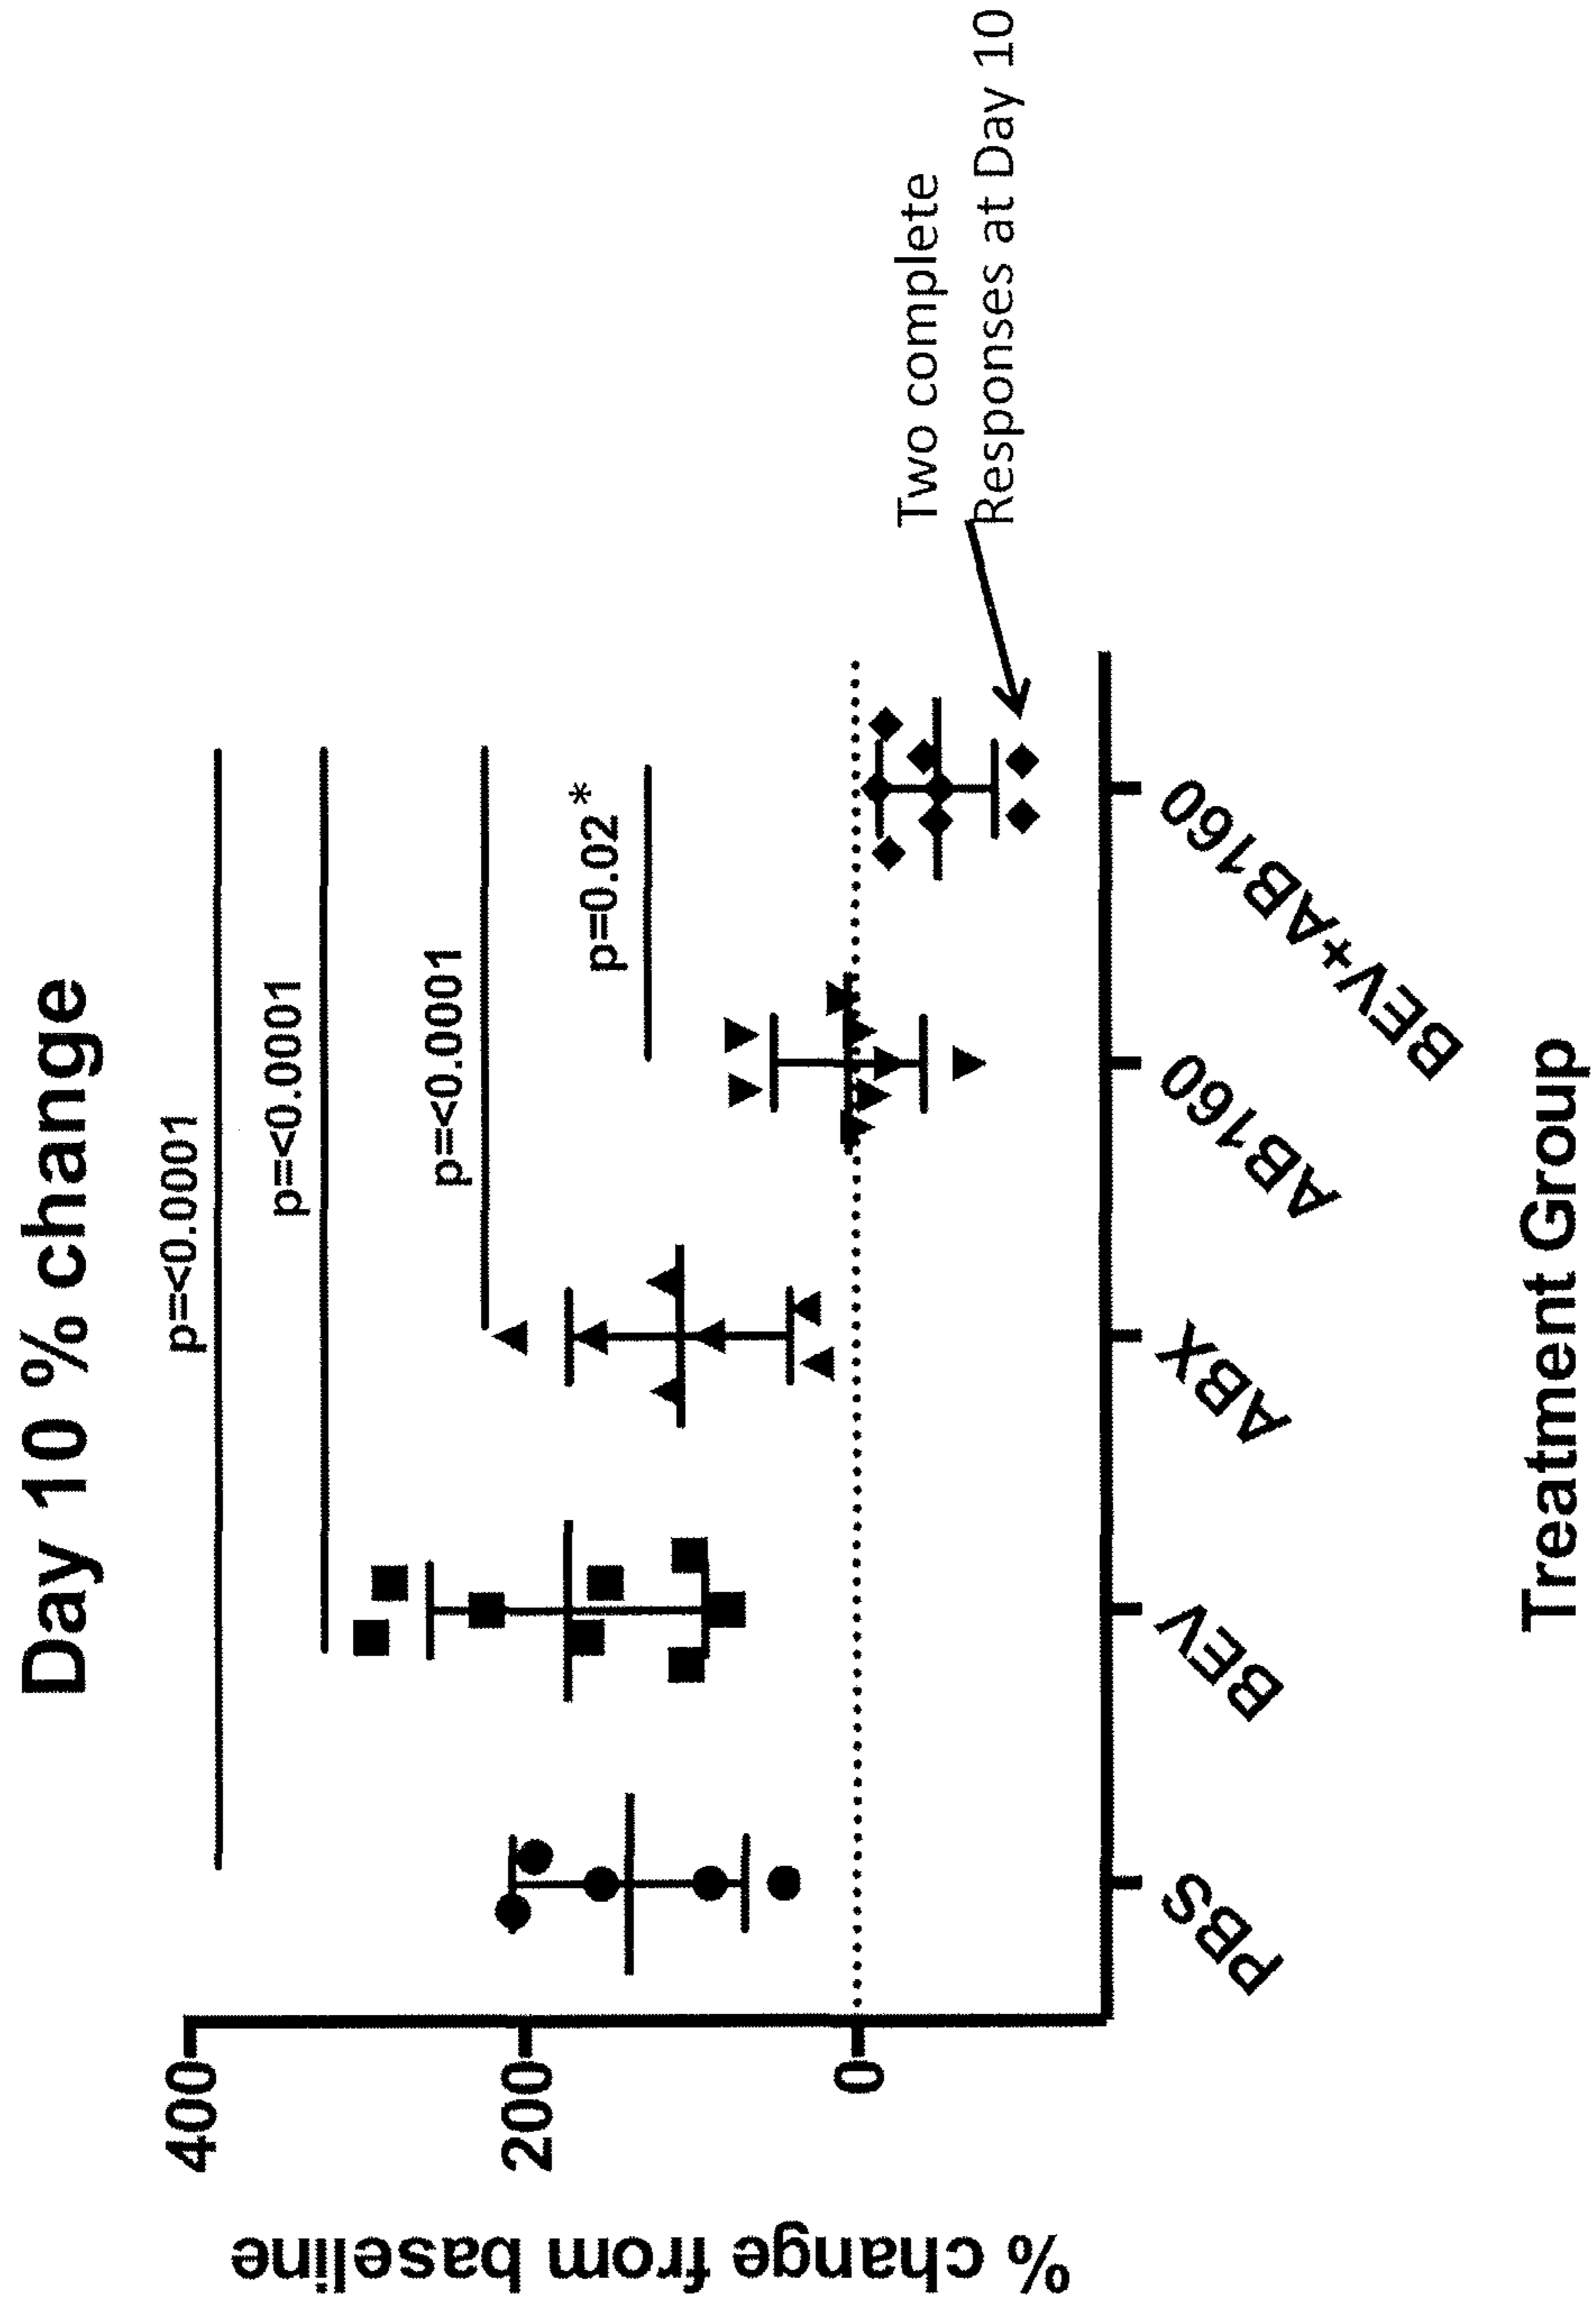 Day 10 % change
p=<0.0001
p=<0.0001
p=<0.0001
p=0.02*
400
200
0
% change from baseline
Two complete
Responses at Day 10
PBS
BEV
ABX
AB160
BEV+AB160
Treatment Group